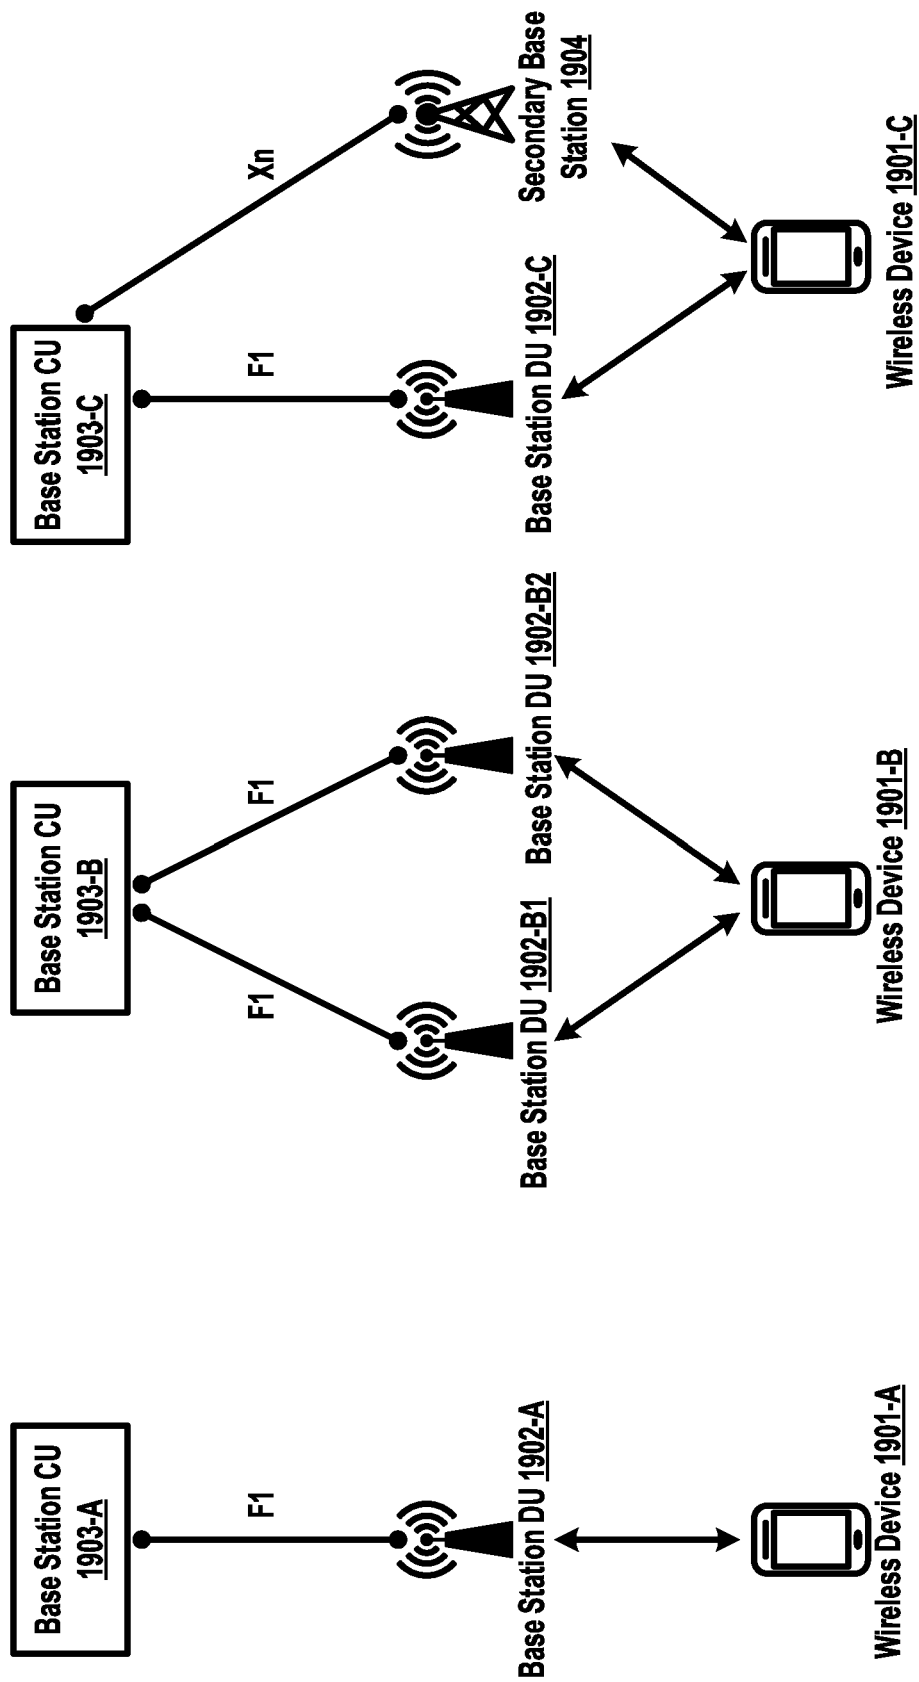 Base Station CU
1903-A
F1
Base Station DU 1902-A
Wireless Device 1901-A
Base Station CU
1903-B
F1
F1
Base Station DU 1902-B1
Base Station DU 1902-B2
Wireless Device 1901-B
Base Station CU
1903-C
F1
Xn
Base Station DU 1902-C
Secondary Base
Station 1904
Wireless Device 1901-C